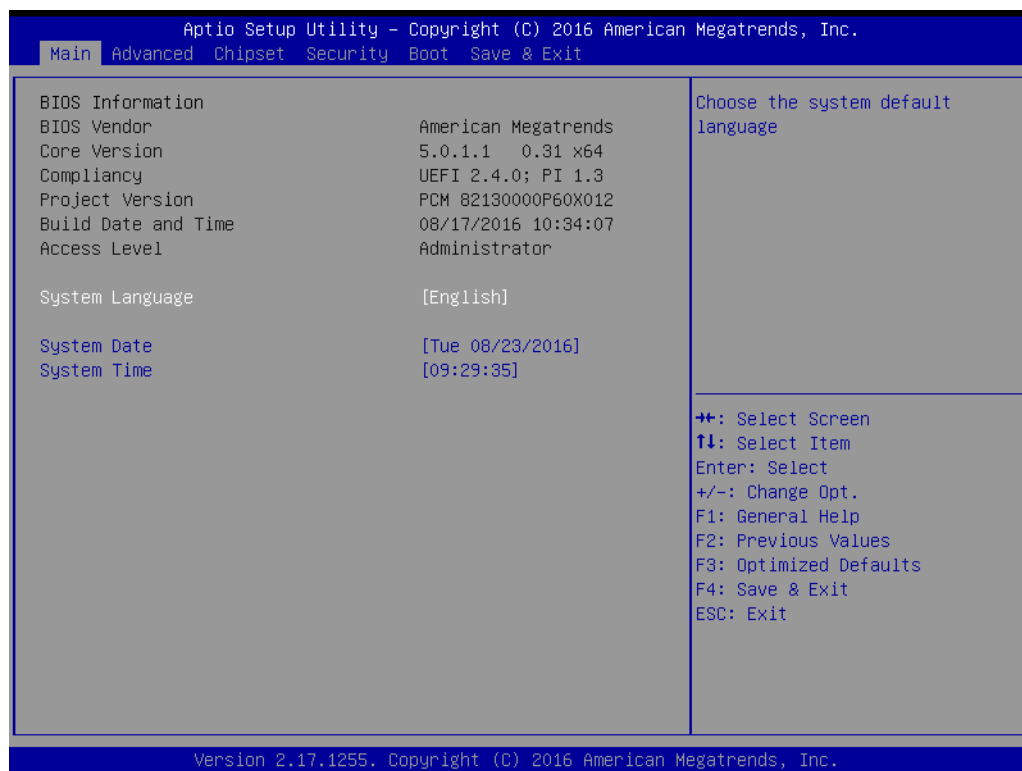 Aptio Setup Utility – Copyright (C) 2016 American Megatrends, Inc.
Main Advanced Chipset Security Boot Save & Exit
BIOS Information
BIOS Vendor American Megatrends
Core Version 5.0.1.1 0.31 x64
Compliancy UEFI 2.4.0; PI 1.3
Project Version PCM 82130000P60X012
Build Date and Time 08/17/2016 10:34:07
Access Level Administrator
System Language [English]
System Date [Tue 08/23/2016]
System Time [09:29:35]
Choose the system default
language
→←: Select Screen
↑↓: Select Item
Enter: Select
+/-: Change Opt.
F1: General Help
F2: Previous Values
F3: Optimized Defaults
F4: Save & Exit
ESC: Exit
Version 2.17.1255. Copyright (C) 2016 American Megatrends, Inc.